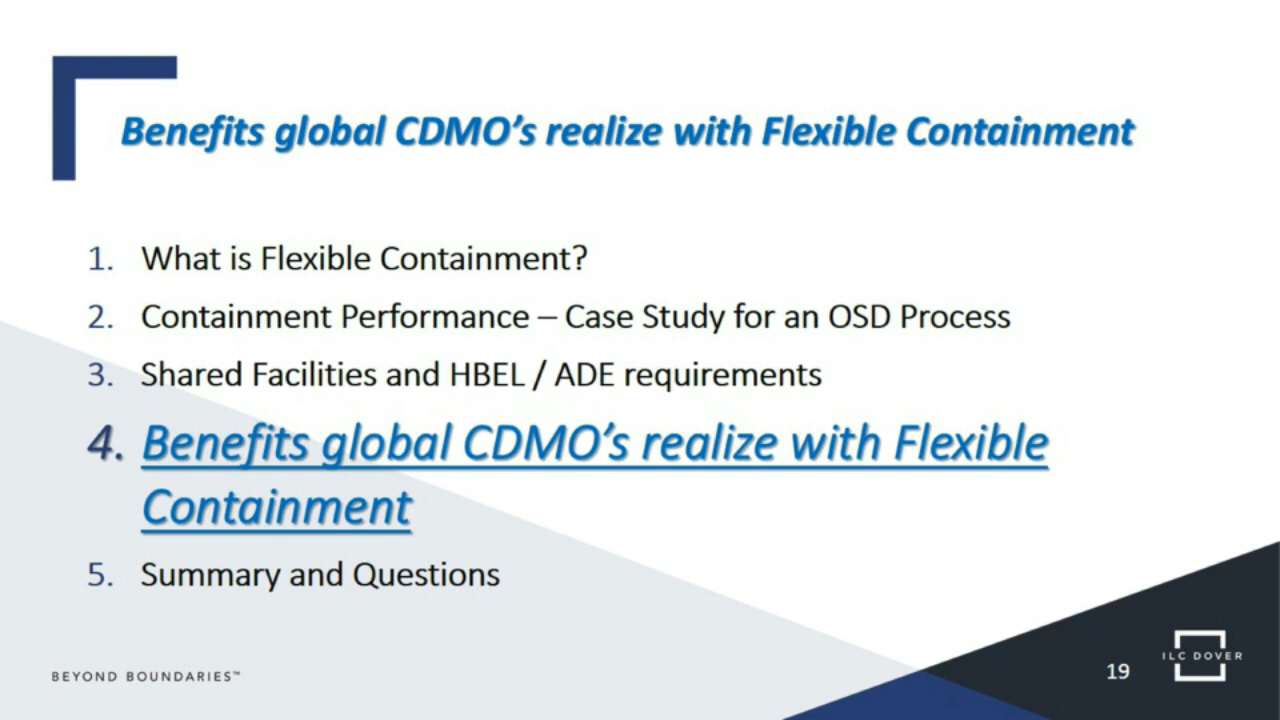 Benefits global CDMO's realize with Flexible Containment
1. What is Flexible Containment?
2. Containment Performance – Case Study for an OSD Process
3. Shared Facilities and HBEL / ADE requirements
4. Benefits global CDMO's realize with Flexible
Containment
5. Summary and Questions
BEYOND BOUNDARIES™
19
ILC DOVER